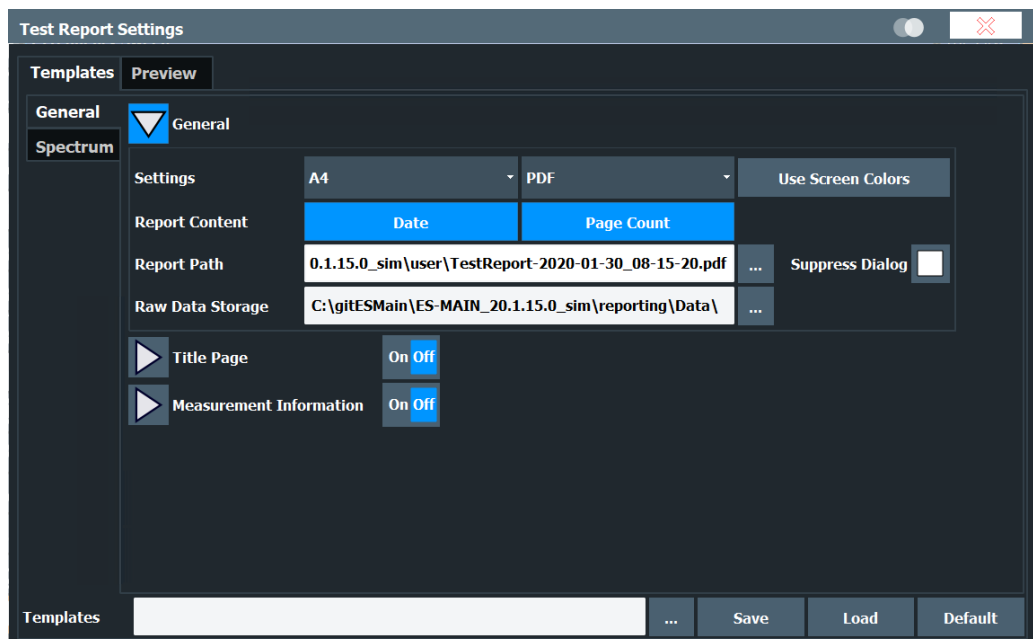 Test Report Settings
Templates Preview
General
General
Spectrum
Settings A4 PDF Use Screen Colors
Report Content Date Page Count
Report Path 0.1.15.0_sim\user\TestReport-2020-01-30_08-15-20.pdf ... Suppress Dialog
Raw Data Storage C:\gitESMain\ES-MAIN_20.1.15.0_sim\reporting\Data\ ...
Title Page On Off
Measurement Information On Off
Templates ... Save Load Default